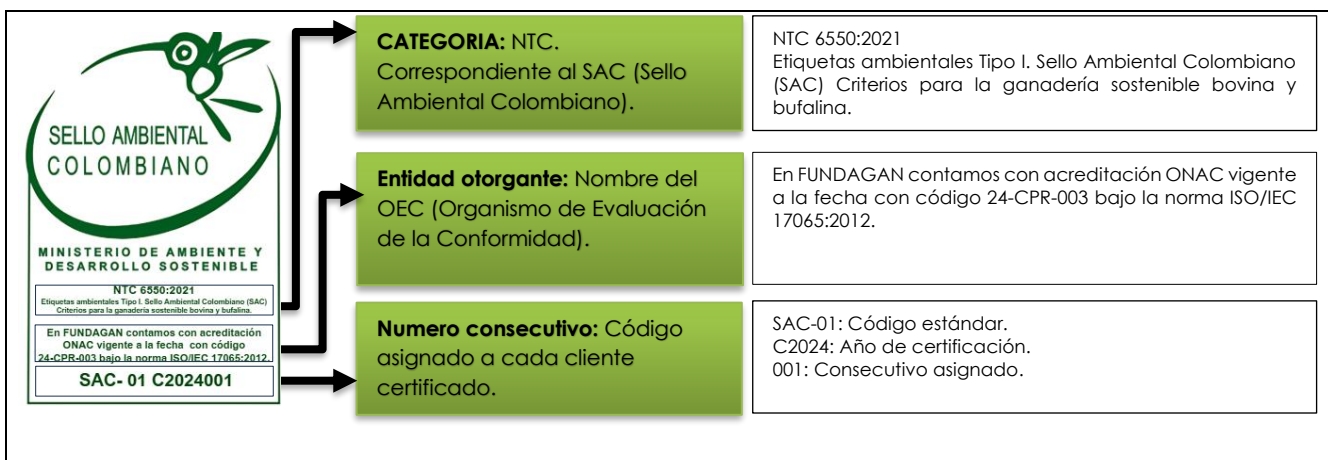 SELLO AMBIENTAL
COLOMBIANO
MINISTERIO DE AMBIENTE Y
DESARROLLO SOSTENIBLE
NTC 6550:2021
Etiquetas ambientales Tipo I. Sello Ambiental Colombiano (SAC)
Criterios para la ganadería sostenible bovina y bufalina.
En FUNDAGAN contamos con acreditación
ONAC vigente a la fecha con código
24-CPR-003 bajo la norma ISO/IEC 17065:2012.
SAC- 01 C2024001
CATEGORIA: NTC.
Correspondiente al SAC (Sello
Ambiental Colombiano).
NTC 6550:2021
Etiquetas ambientales Tipo I. Sello Ambiental Colombiano
(SAC) Criterios para la ganadería sostenible bovina y
bufalina.
Entidad otorgante: Nombre del
OEC (Organismo de Evaluación
de la Conformidad).
En FUNDAGAN contamos con acreditación ONAC vigente
a la fecha con código 24-CPR-003 bajo la norma ISO/IEC
17065:2012.
Numero consecutivo: Código
asignado a cada cliente
certificado.
SAC-01: Código estándar.
C2024: Año de certificación.
001: Consecutivo asignado.